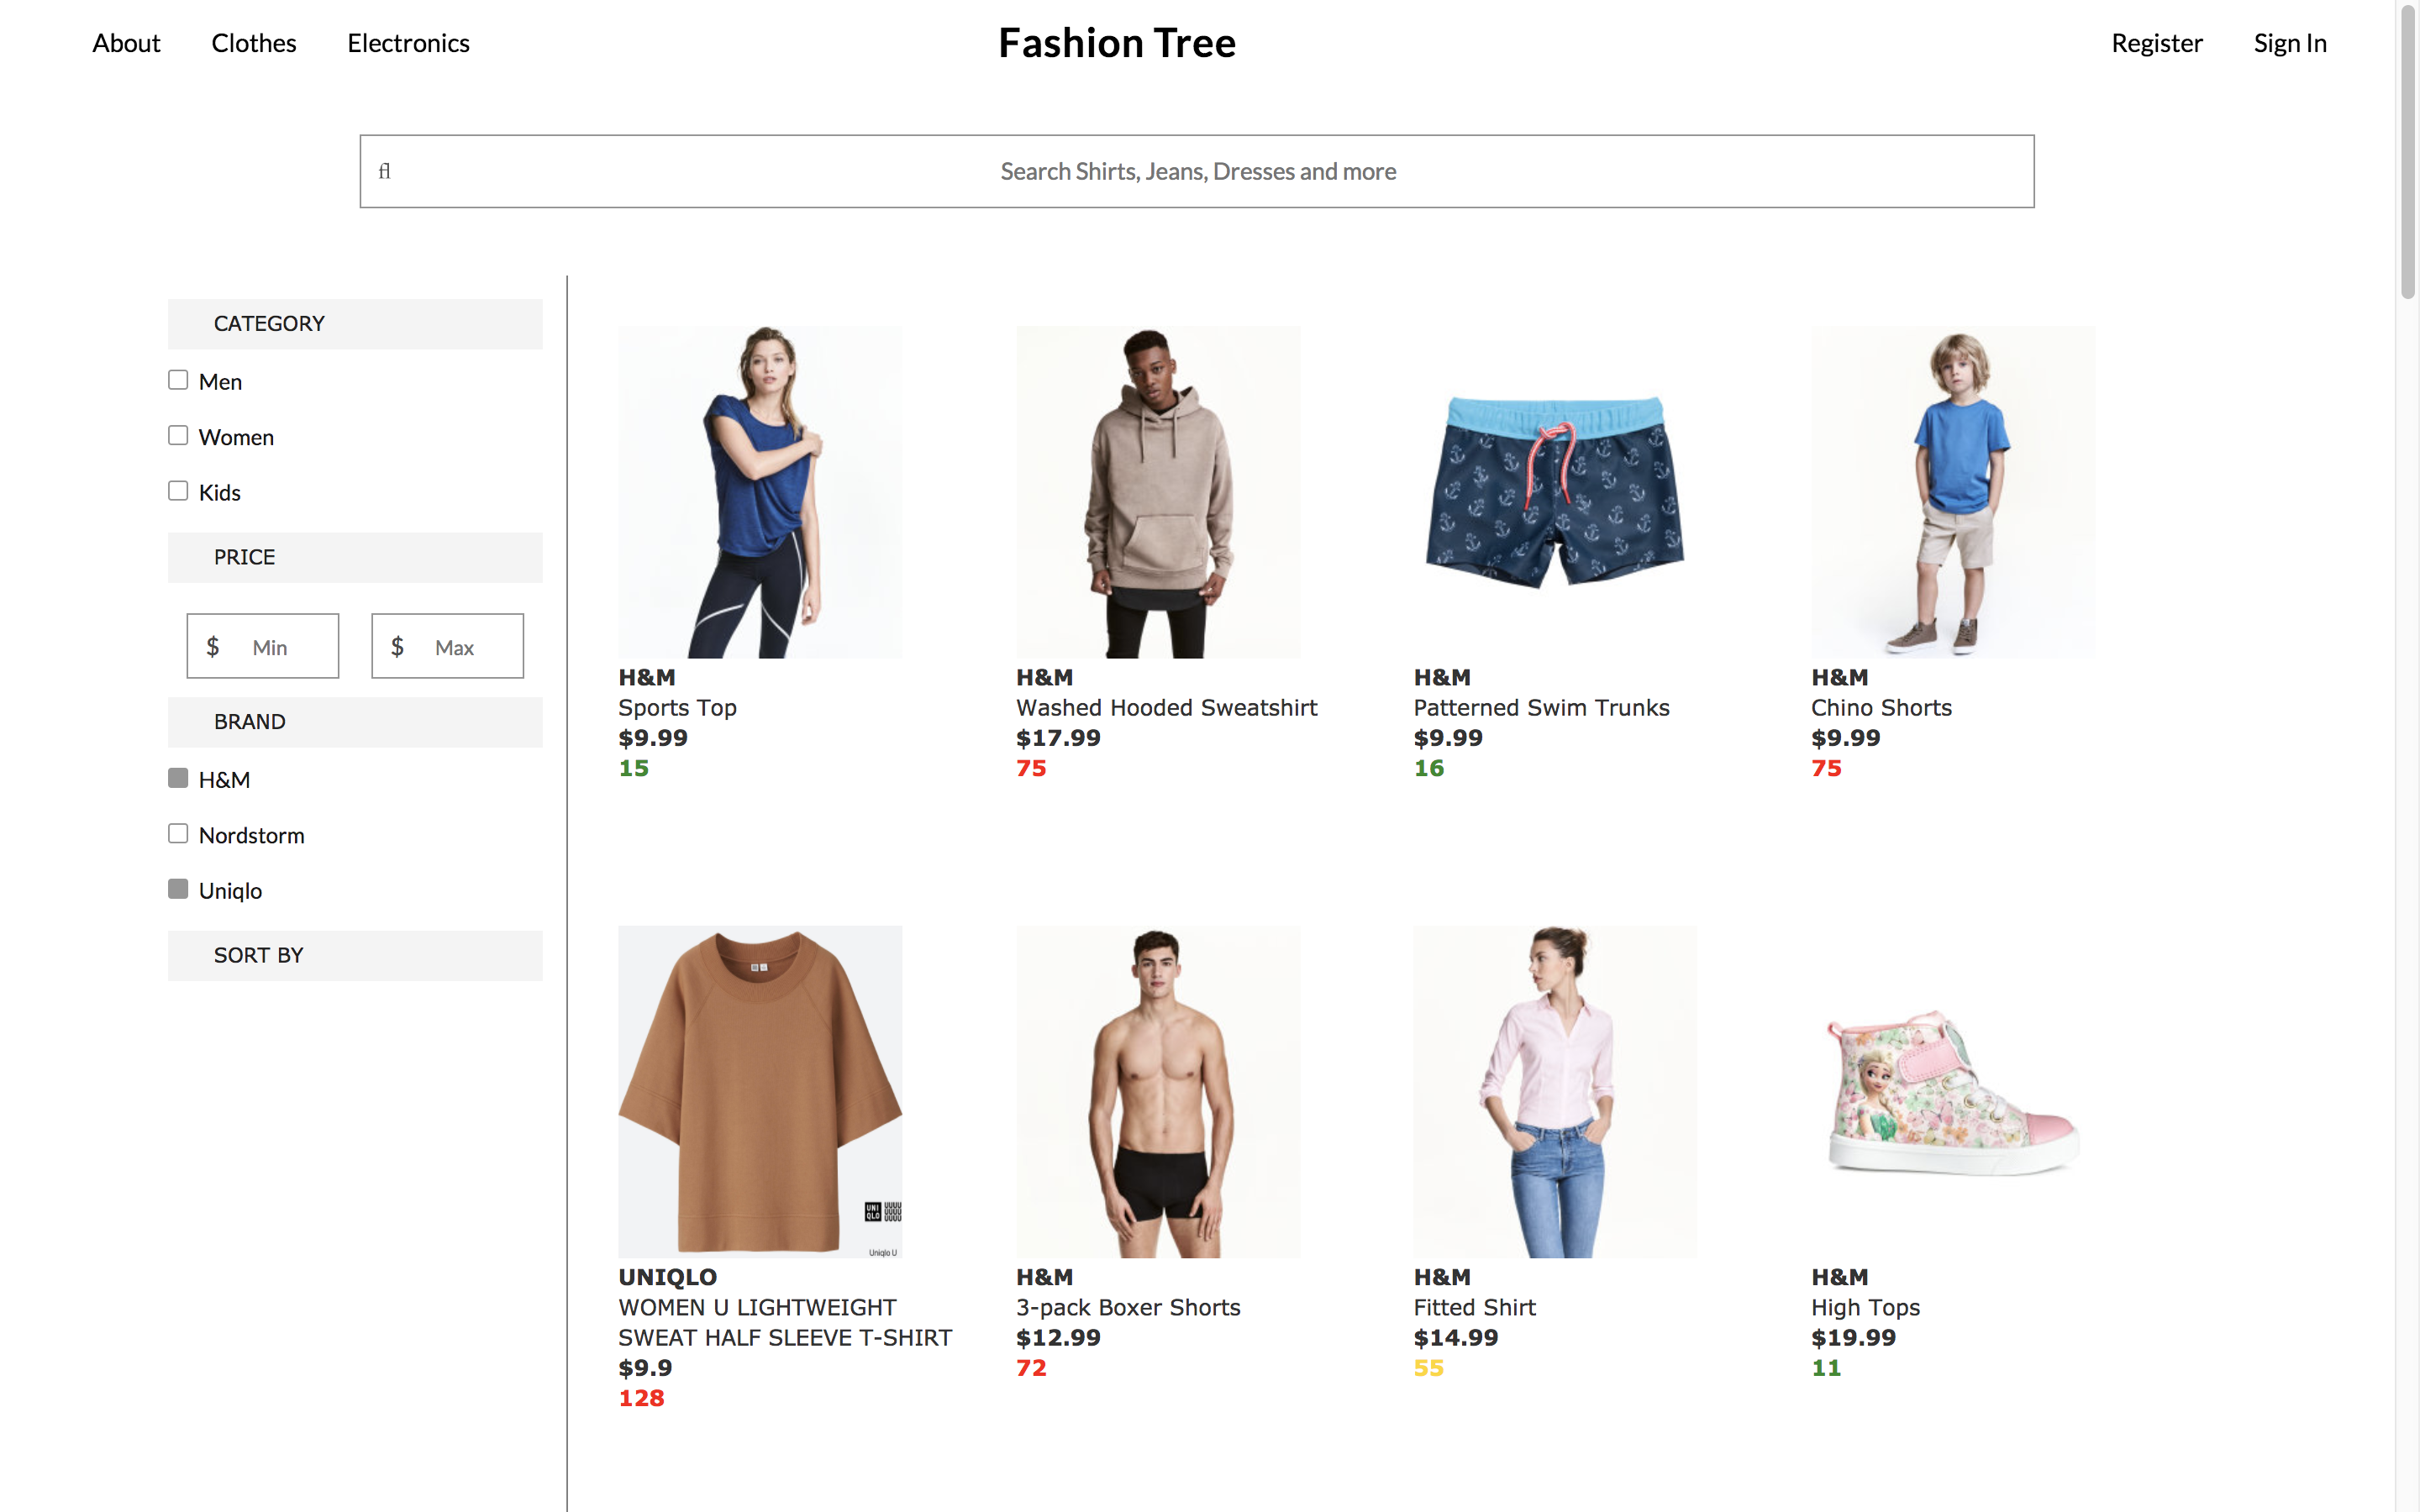 About Clothes Electronics Fashion Tree Register Sign In
ﬂ Search Shirts, Jeans, Dresses and more
CATEGORY
Men
Women
Kids
PRICE
$ Min $ Max
BRAND
H&M
Nordstorm
Uniqlo
SORT BY
H&M
Sports Top
$9.99
15
H&M
Washed Hooded Sweatshirt
$17.99
75
H&M
Patterned Swim Trunks
$9.99
16
H&M
Chino Shorts
$9.99
75
UNI
QLO
Uniqlo U
UNIQLO
WOMEN U LIGHTWEIGHT
SWEAT HALF SLEEVE T-SHIRT
$9.9
128
H&M
3-pack Boxer Shorts
$12.99
72
H&M
Fitted Shirt
$14.99
55
H&M
High Tops
$19.99
11